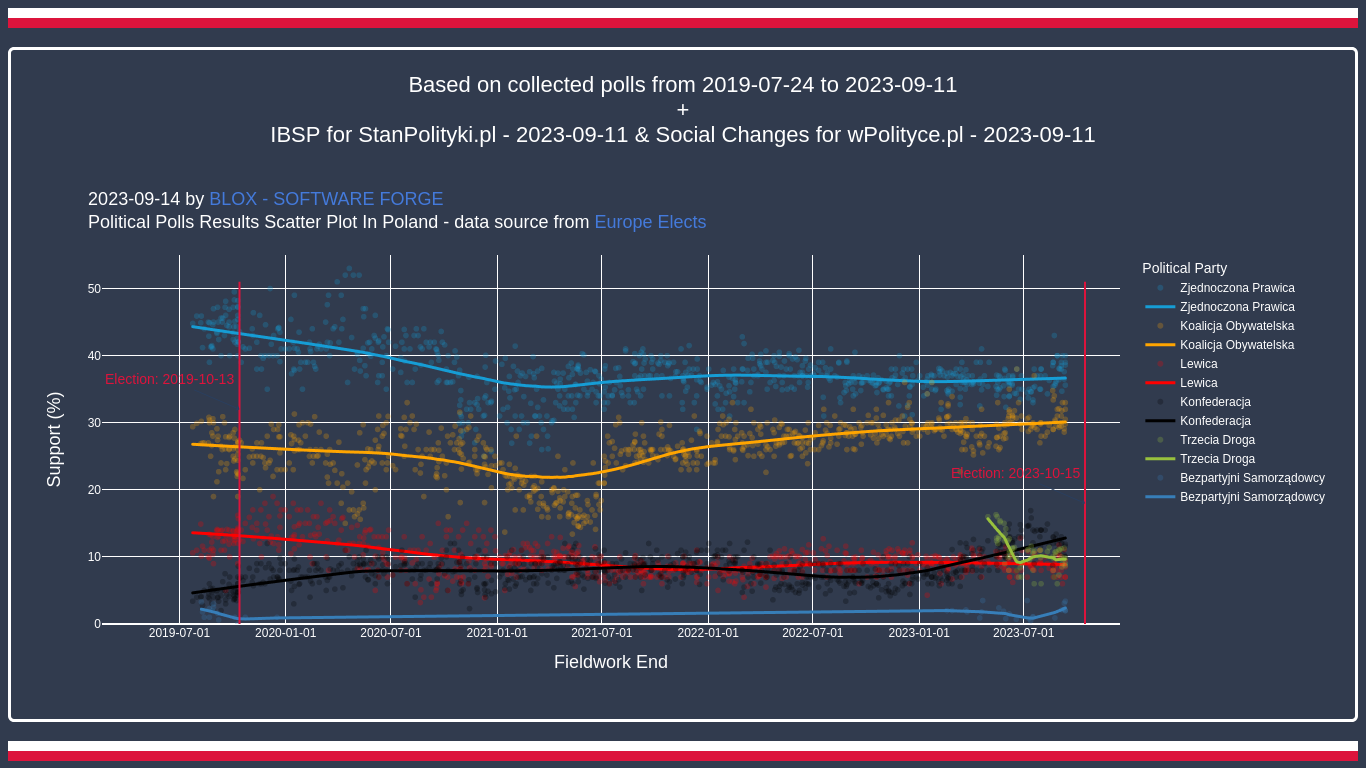 Based on collected polls from 2019-07-24 to 2023-09-11
+
IBSP for StanPolityki.pl - 2023-09-11 & Social Changes for wPolityce.pl - 2023-09-11
2023-09-14 by BLOX - SOFTWARE FORGE
Political Polls Results Scatter Plot In Poland - data source from Europe Elects
Support (%)
50
40
30
20
10
0
Election: 2019-10-13
Election: 2023-10-15
2019-07-01
2020-01-01
2020-07-01
2021-01-01
2021-07-01
2022-01-01
2022-07-01
2023-01-01
2023-07-01
Fieldwork End
Political Party
Zjednoczona Prawica
Zjednoczona Prawica
Koalicja Obywatelska
Koalicja Obywatelska
Lewica
Lewica
Konfederacja
Konfederacja
Trzecia Droga
Trzecia Droga
Bezpartyjni Samorządowcy
Bezpartyjni Samorządowcy